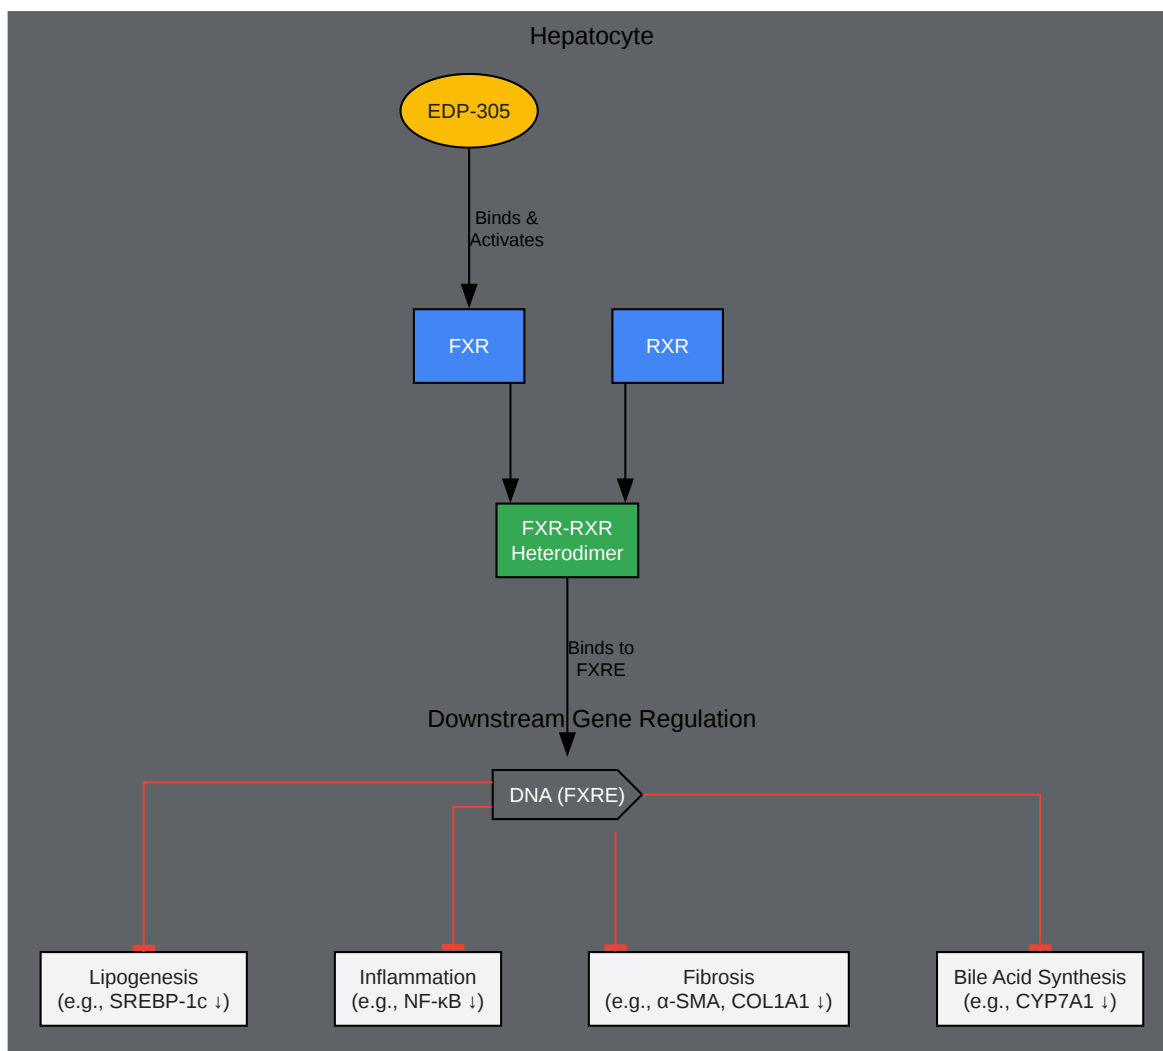 Hepatocyte
EDP-305
Binds &
Activates
FXR
RXR
FXR-RXR
Heterodimer
Binds to
FXRE
Downstream Gene Regulation
DNA (FXRE)
Lipogenesis
(e.g., SREBP-1c ↓)
Inflammation
(e.g., NF-κB ↓)
Fibrosis
(e.g., α-SMA, COL1A1 ↓)
Bile Acid Synthesis
(e.g., CYP7A1 ↓)